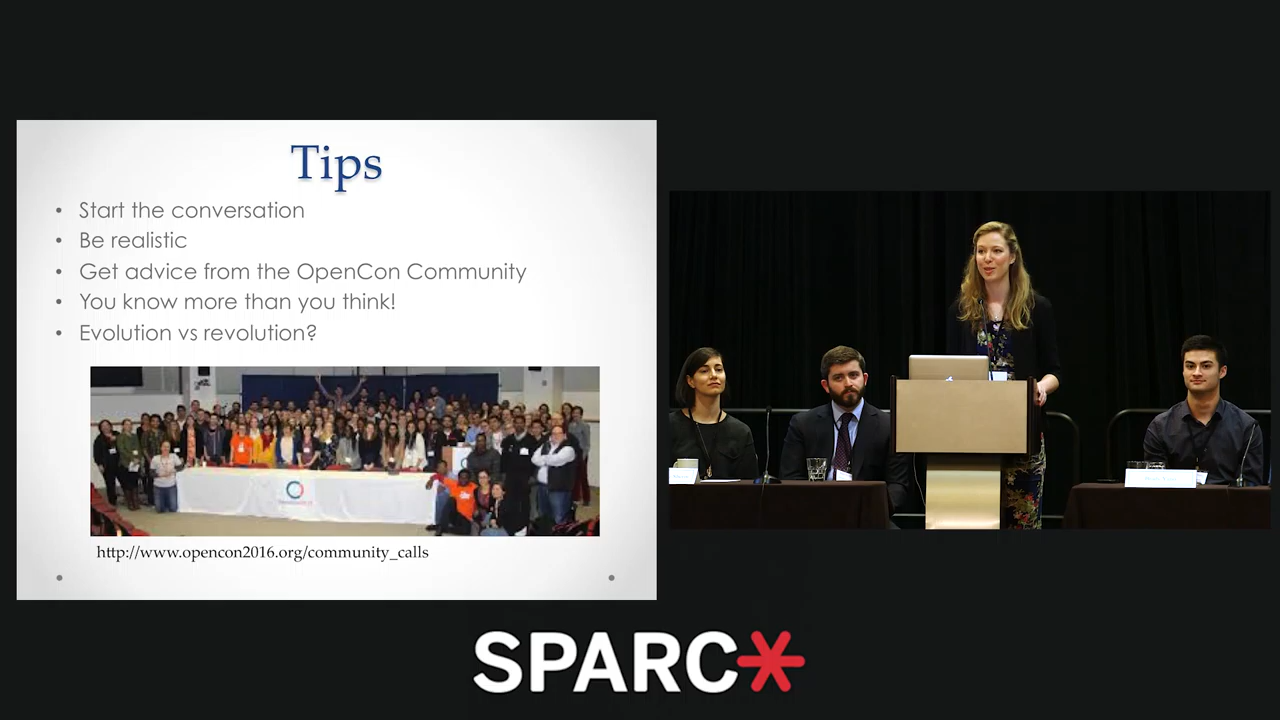 Tips
• Start the conversation
• Be realistic
• Get advice from the OpenCon Community
• You know more than you think!
• Evolution vs revolution?
http://www.opencon2016.org/community_calls
SPARC